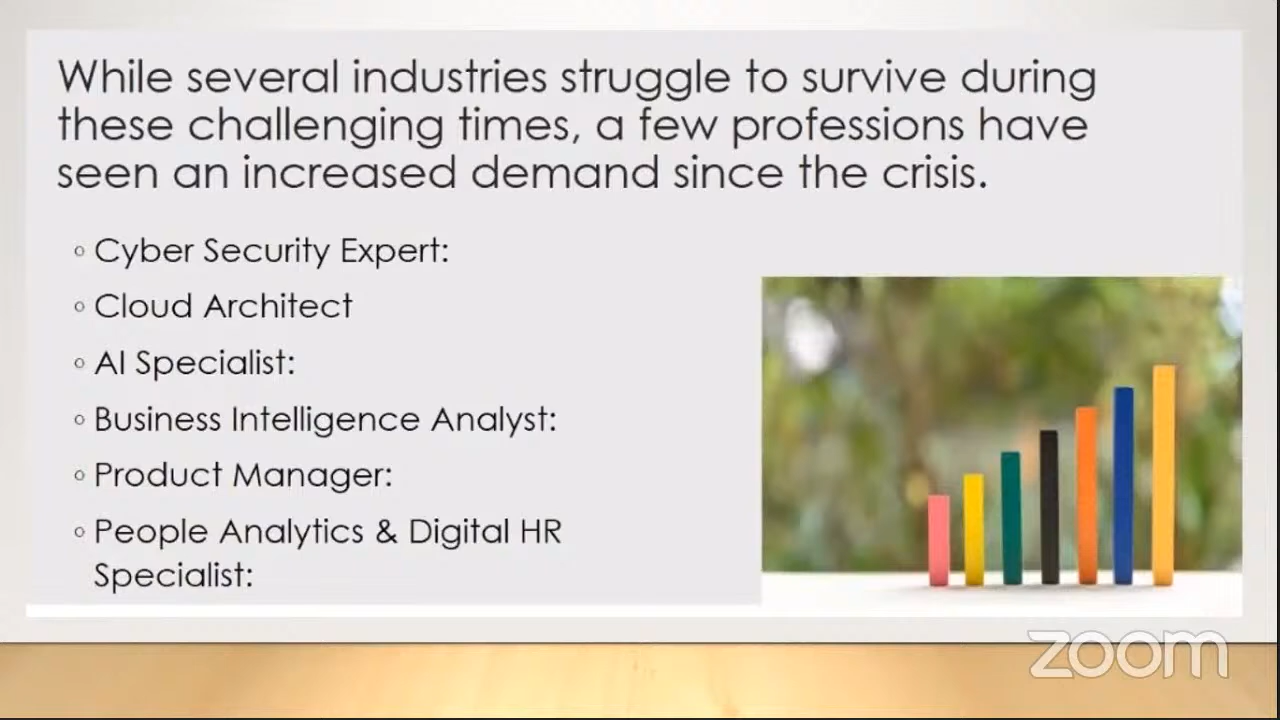 While several industries struggle to survive during
these challenging times, a few professions have
seen an increased demand since the crisis.
◦ Cyber Security Expert:
◦ Cloud Architect
◦ AI Specialist:
◦ Business Intelligence Analyst:
◦ Product Manager:
◦ People Analytics & Digital HR
Specialist:
zoom